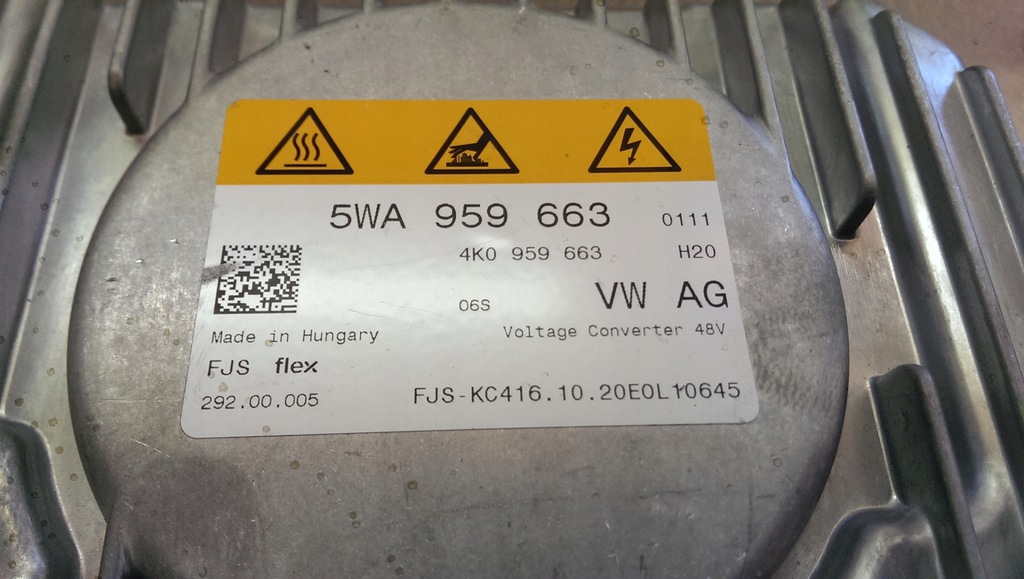 5WA 959 663 0111
4K0 959 663 H20
06S VW AG
Made in Hungary Voltage Converter 48V
FJS flex
292.00.005 FJS-KC416.10.20E0L10645